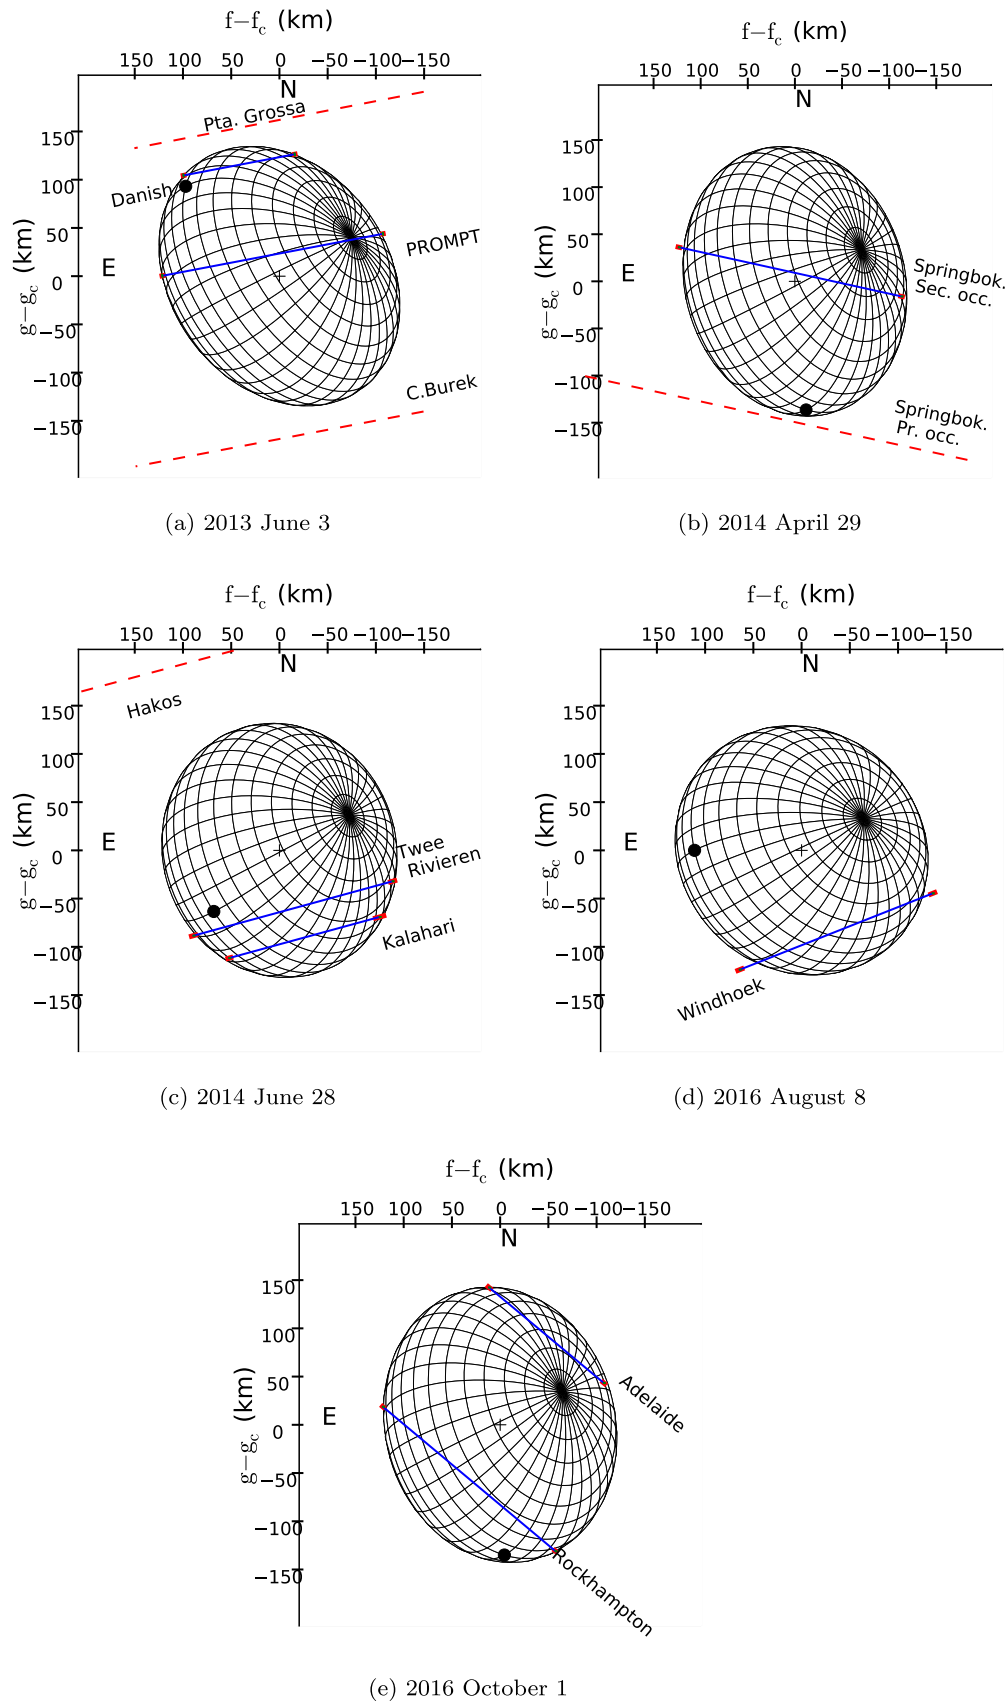 f−f_c (km)
150 100 50 0 −50 −100 −150
N
Pta. Grossa
150
100
50
0
−50
−100
−150
g−g_c (km)
E
Danish
PROMPT
C.Burek
(a) 2013 June 3
f−f_c (km)
150 100 50 0 −50 −100 −150
N
150
100
50
0
−50
−100
−150
g−g_c (km)
E
Springbok.
Sec. occ.
Springbok.
Pr. occ.
(b) 2014 April 29
f−f_c (km)
150 100 50 0 −50 −100 −150
N
Hakos
150
100
50
0
−50
−100
−150
g−g_c (km)
E
Twee
Rivieren
Kalahari
(c) 2014 June 28
f−f_c (km)
150 100 50 0 −50 −100 −150
N
150
100
50
0
−50
−100
−150
g−g_c (km)
E
Windhoek
(d) 2016 August 8
f−f_c (km)
150 100 50 0 −50 −100 −150
N
150
100
50
0
−50
−100
−150
g−g_c (km)
E
Adelaide
Rockhampton
(e) 2016 October 1